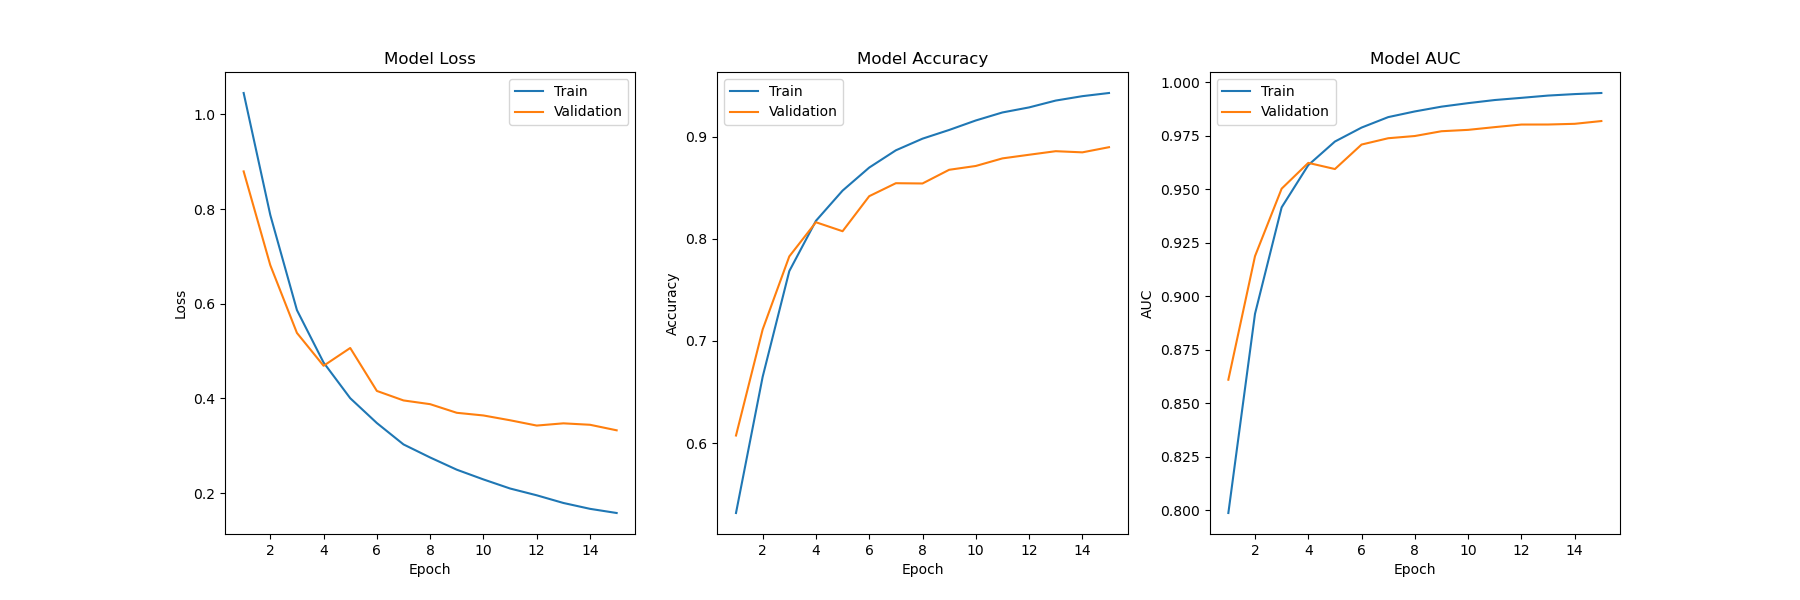 Model Loss
Train
Validation
1.0
0.8
0.6
0.4
0.2
Loss
2 4 6 8 10 12 14
Epoch
Model Accuracy
Train
Validation
0.9
0.8
0.7
0.6
Accuracy
2 4 6 8 10 12 14
Epoch
Model AUC
Train
Validation
1.000
0.975
0.950
0.925
0.900
0.875
0.850
0.825
0.800
AUC
2 4 6 8 10 12 14
Epoch